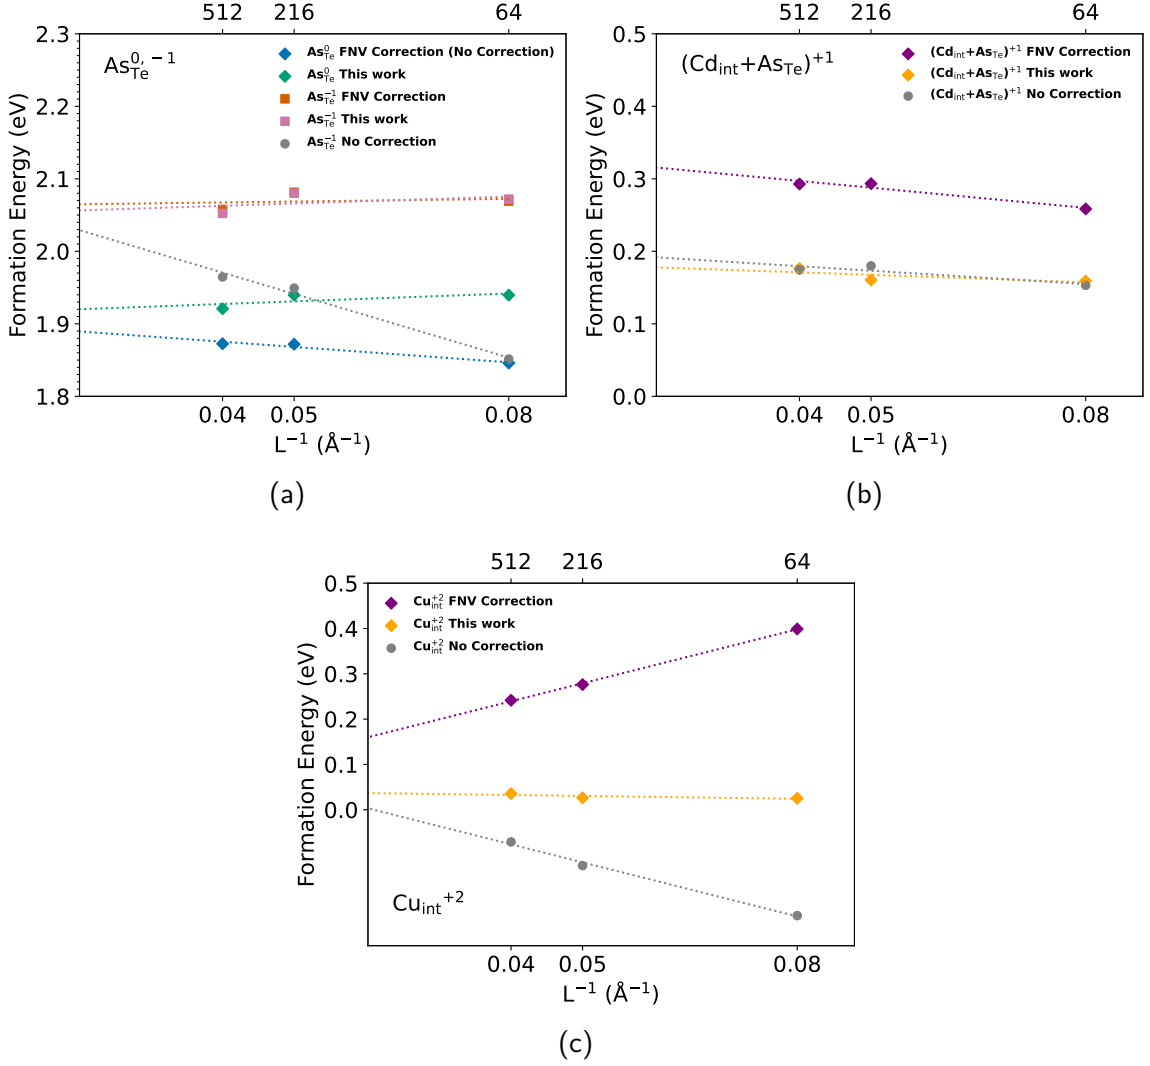 (a)
512 216 64
2.3
2.2
2.1
2.0
1.9
1.8
Formation Energy (eV)
As_Te^{0, −1}
As_Te^0 FNV Correction (No Correction)
As_Te^0 This work
As_Te^{−1} FNV Correction
As_Te^{−1} This work
As_Te^{−1} No Correction
0.04 0.05 0.08
L⁻¹ (Å⁻¹)
512 216 64
0.5
0.4
0.3
0.2
0.1
0.0
Formation Energy (eV)
(Cd_int+As_Te)^{+1}
(Cd_int+As_Te)^{+1} FNV Correction
(Cd_int+As_Te)^{+1} This work
(Cd_int+As_Te)^{+1} No Correction
0.04 0.05 0.08
L⁻¹ (Å⁻¹)
(b)
512 216 64
0.5
0.4
0.3
0.2
0.1
0.0
Formation Energy (eV)
Cu_int^{+2} FNV Correction
Cu_int^{+2} This work
Cu_int^{+2} No Correction
Cu_int^{+2}
0.04 0.05 0.08
L⁻¹ (Å⁻¹)
(c)